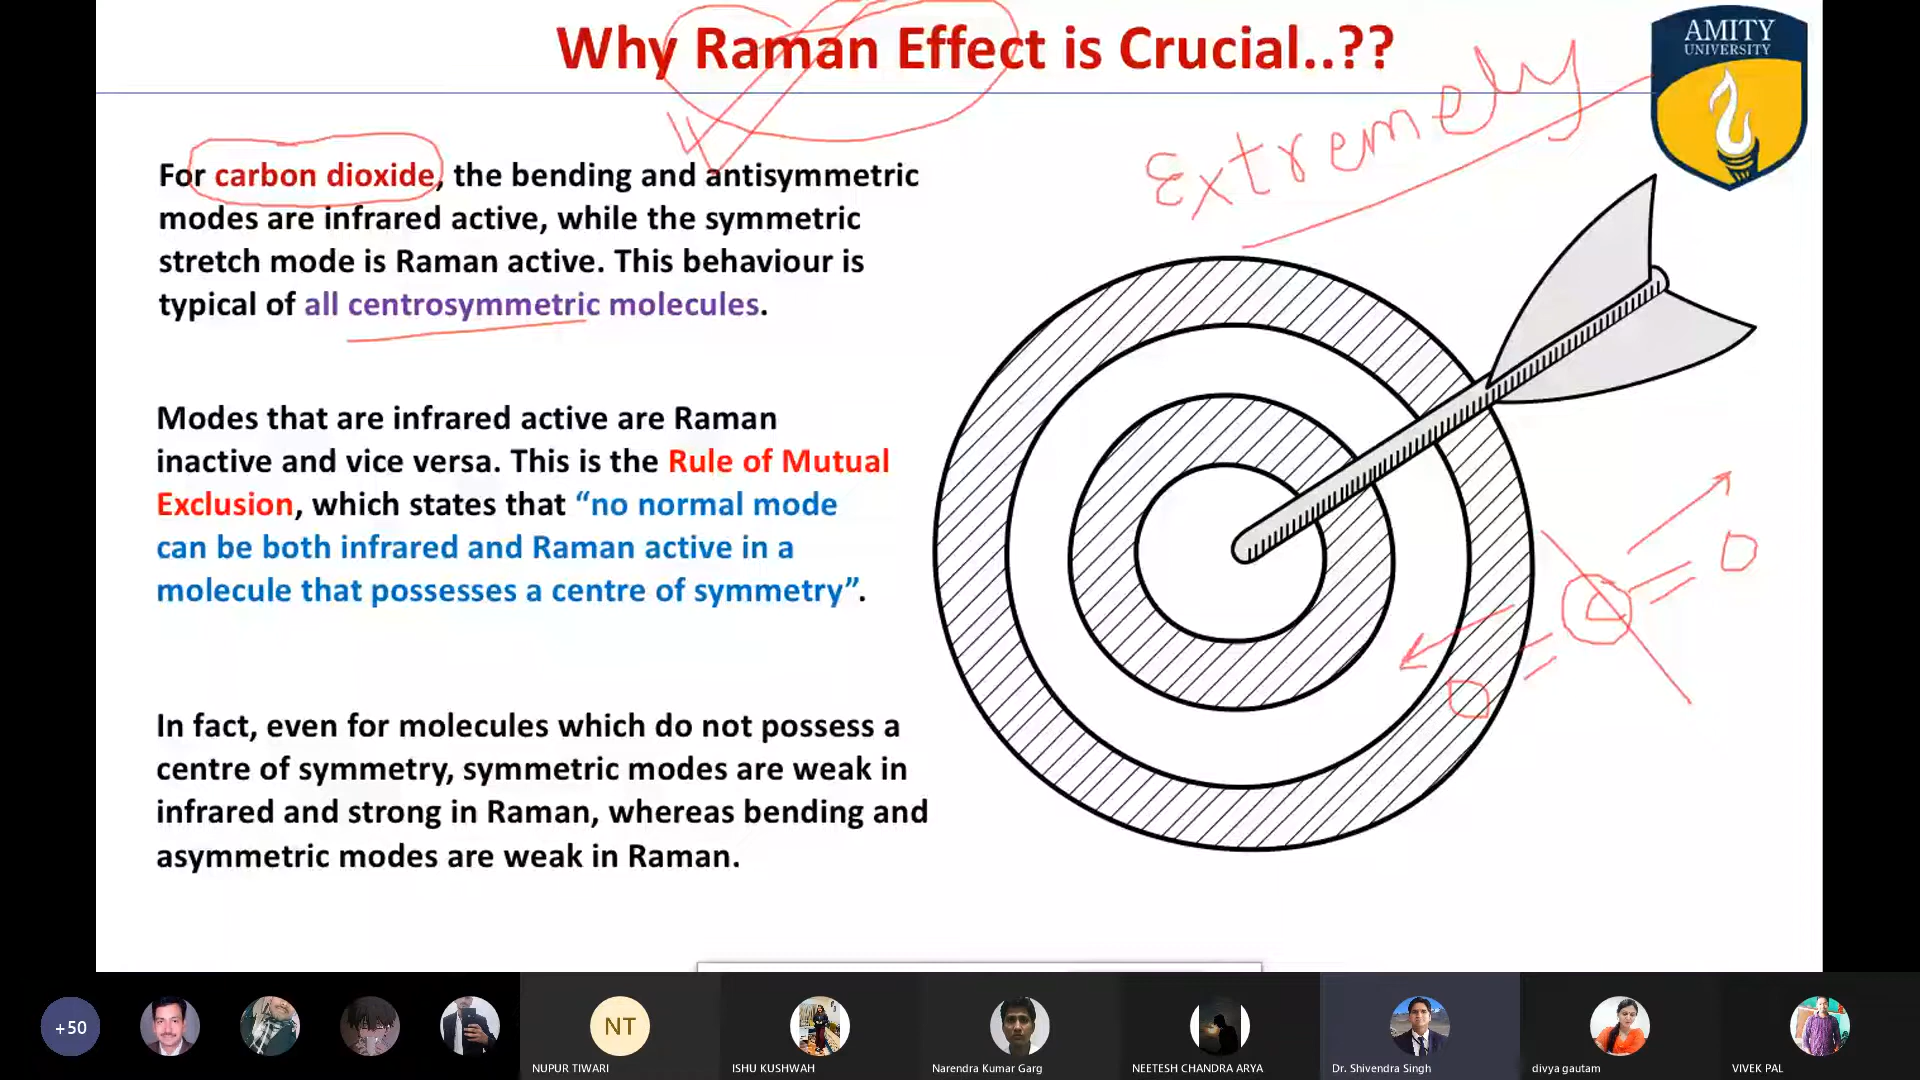 Why Raman Effect is Crucial..??
AMITY
UNIVERSITY
Extremely
For carbon dioxide, the bending and antisymmetric
modes are infrared active, while the symmetric
stretch mode is Raman active. This behaviour is
typical of all centrosymmetric molecules.
Modes that are infrared active are Raman
inactive and vice versa. This is the Rule of Mutual
Exclusion, which states that “no normal mode
can be both infrared and Raman active in a
molecule that possesses a centre of symmetry”.
O
C
O
In fact, even for molecules which do not possess a
centre of symmetry, symmetric modes are weak in
infrared and strong in Raman, whereas bending and
asymmetric modes are weak in Raman.
+50
NT
NUPUR TIWARI
ISHU KUSHWAH
Narendra Kumar Garg
NEETESH CHANDRA ARYA
Dr. Shivendra Singh
divya gautam
VIVEK PAL